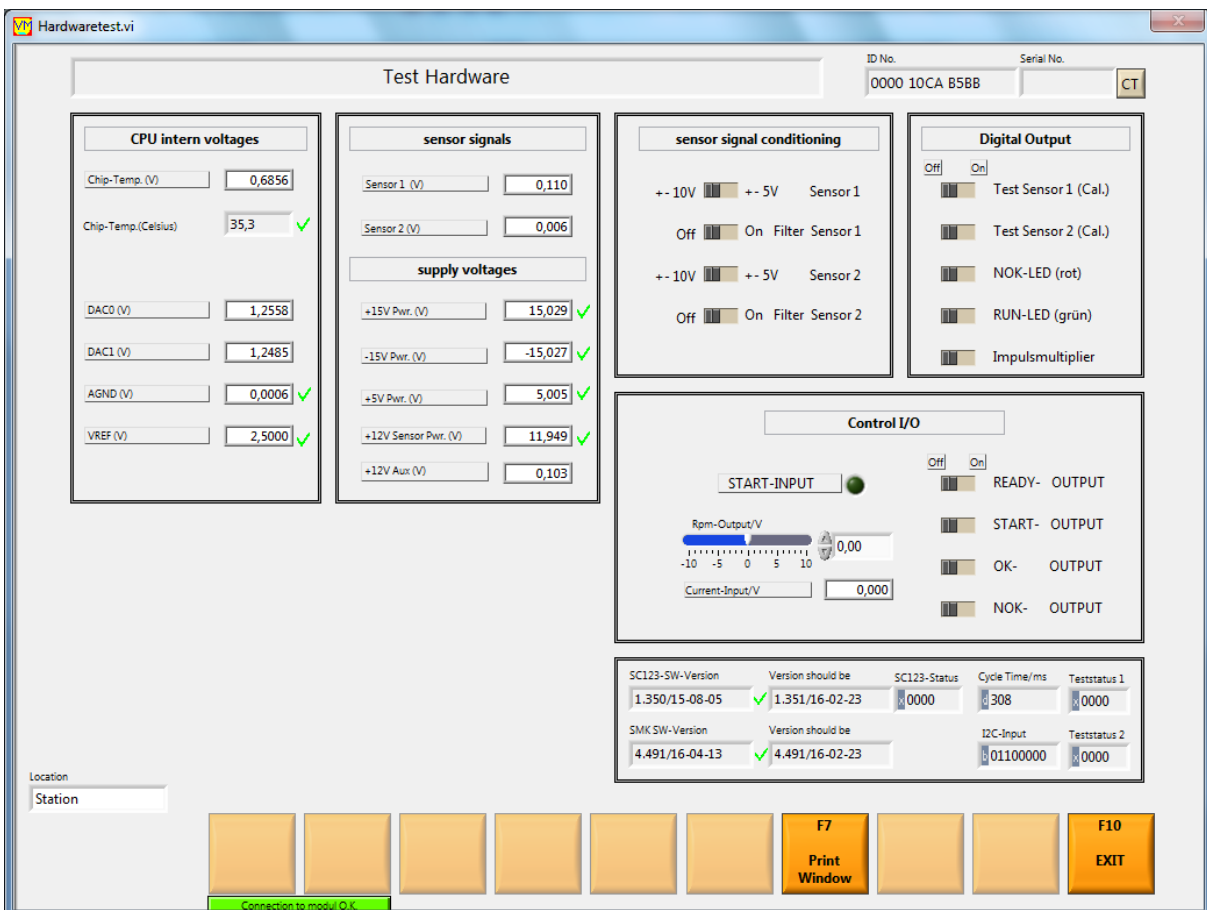 VM Hardwaretest.vi
Test Hardware
ID No.
0000 10CA B5BB
Serial No.
CT
CPU intern voltages
Chip-Temp. (V) 0,6856
Chip-Temp.(Celsius) 35,3
DAC0 (V) 1,2558
DAC1 (V) 1,2485
AGND (V) 0,0006
VREF (V) 2,5000
sensor signals
Sensor 1 (V) 0,110
Sensor 2 (V) 0,006
supply voltages
+15V Pwr. (V) 15,029
-15V Pwr. (V) -15,027
+5V Pwr. (V) 5,005
+12V Sensor Pwr. (V) 11,949
+12V Aux (V) 0,103
sensor signal conditioning
+- 10V +- 5V Sensor 1
Off On Filter Sensor 1
+- 10V +- 5V Sensor 2
Off On Filter Sensor 2
Digital Output
Off On
Test Sensor 1 (Cal.)
Test Sensor 2 (Cal.)
NOK-LED (rot)
RUN-LED (grün)
Impulsmultiplier
Control I/O
START-INPUT
Rpm-Output/V
0,00
-10 -5 0 5 10
Current-Input/V 0,000
Off On
READY- OUTPUT
START- OUTPUT
OK- OUTPUT
NOK- OUTPUT
SC123-SW-Version Version should be SC123-Status Cycle Time/ms Teststatus 1
1.350/15-08-05 1.351/16-02-23 x 0000 d 308 x 0000
SMK SW-Version Version should be I2C-Input Teststatus 2
4.491/16-04-13 4.491/16-02-23 b 01100000 x 0000
Location
Station
F7
Print
Window
F10
EXIT
Connection to modul O.K.